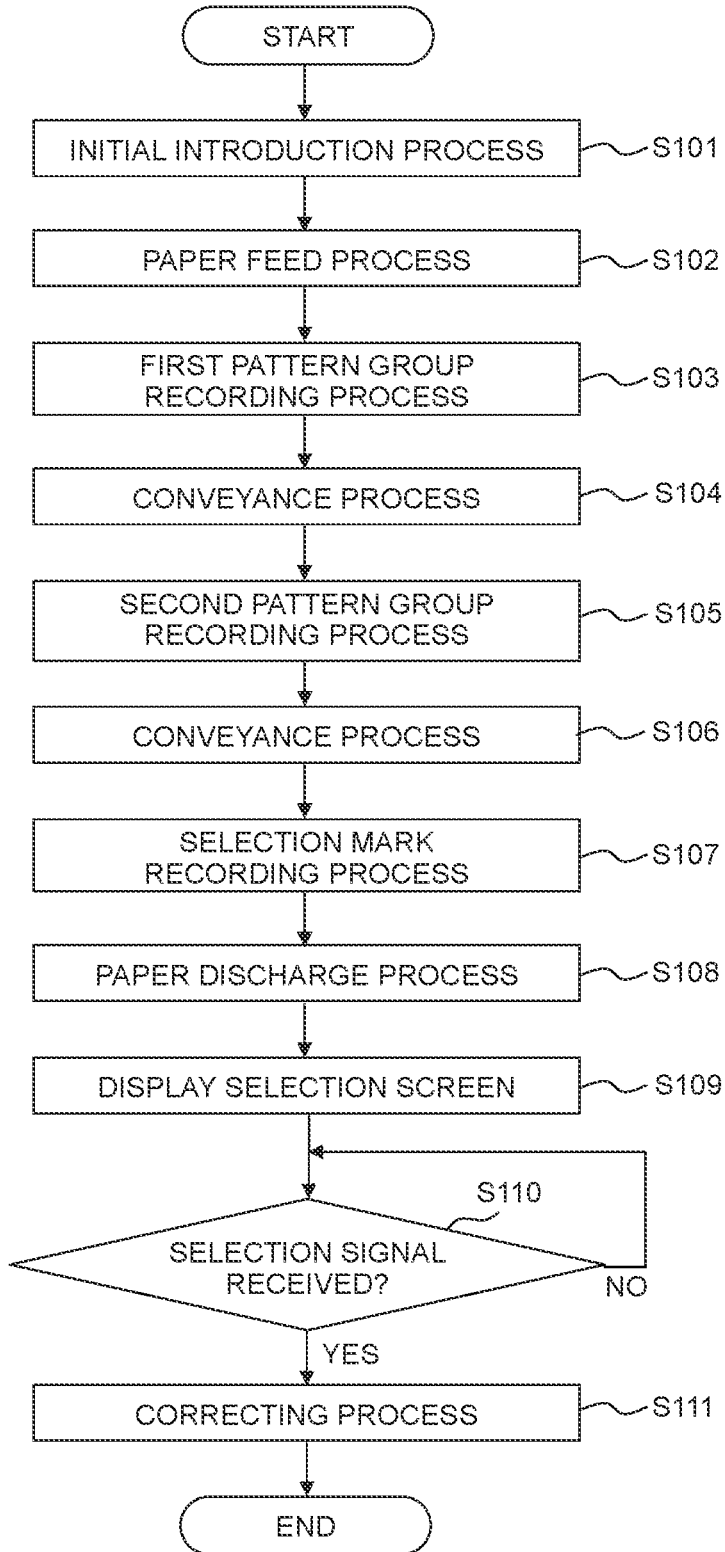 START
INITIAL INTRODUCTION PROCESS
S101
PAPER FEED PROCESS
S102
FIRST PATTERN GROUP
RECORDING PROCESS
S103
CONVEYANCE PROCESS
S104
SECOND PATTERN GROUP
RECORDING PROCESS
S105
CONVEYANCE PROCESS
S106
SELECTION MARK
RECORDING PROCESS
S107
PAPER DISCHARGE PROCESS
S108
DISPLAY SELECTION SCREEN
S109
S110
SELECTION SIGNAL
RECEIVED?
NO
YES
CORRECTING PROCESS
S111
END